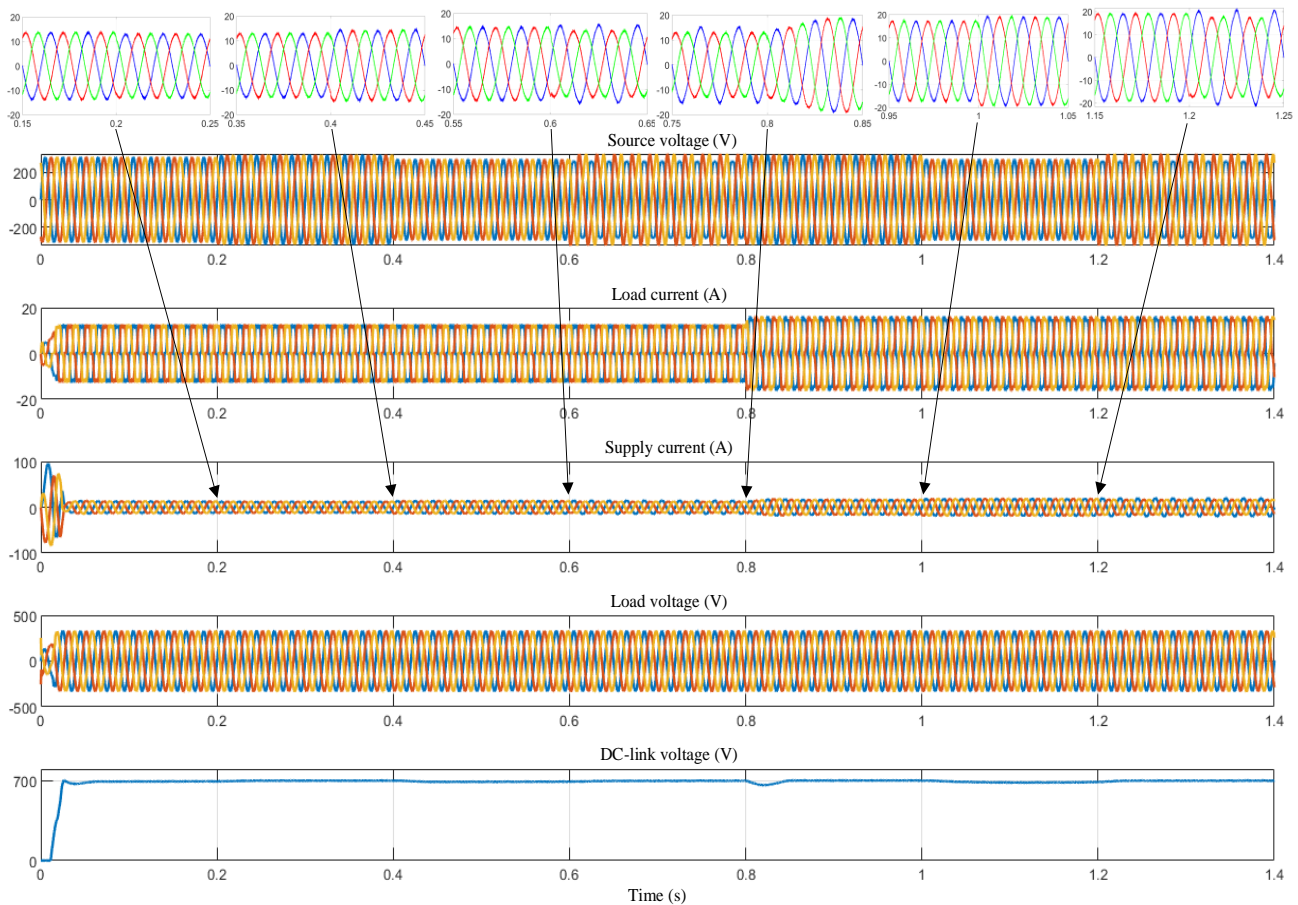 20 10 0 -10 -20 0.15 0.2 0.25
20 10 0 -10 -20 0.35 0.4 0.45
20 10 0 -10 -20 0.55 0.6 0.65
20 10 0 -10 -20 0.75 0.8 0.85
20 10 0 -10 -20 0.95 1 1.05
20 10 0 -10 -20 1.15 1.2 1.25
Source voltage (V)
200
0
-200
0 0.2 0.4 0.6 0.8 1 1.2 1.4
Load current (A)
20
0
-20
0 0.2 0.4 0.6 0.8 1 1.2 1.4
Supply current (A)
100
0
-100
0 0.2 0.4 0.6 0.8 1 1.2 1.4
Load voltage (V)
500
0
-500
0 0.2 0.4 0.6 0.8 1 1.2 1.4
DC-link voltage (V)
700
0
0 0.2 0.4 0.6 0.8 1 1.2 1.4
Time (s)